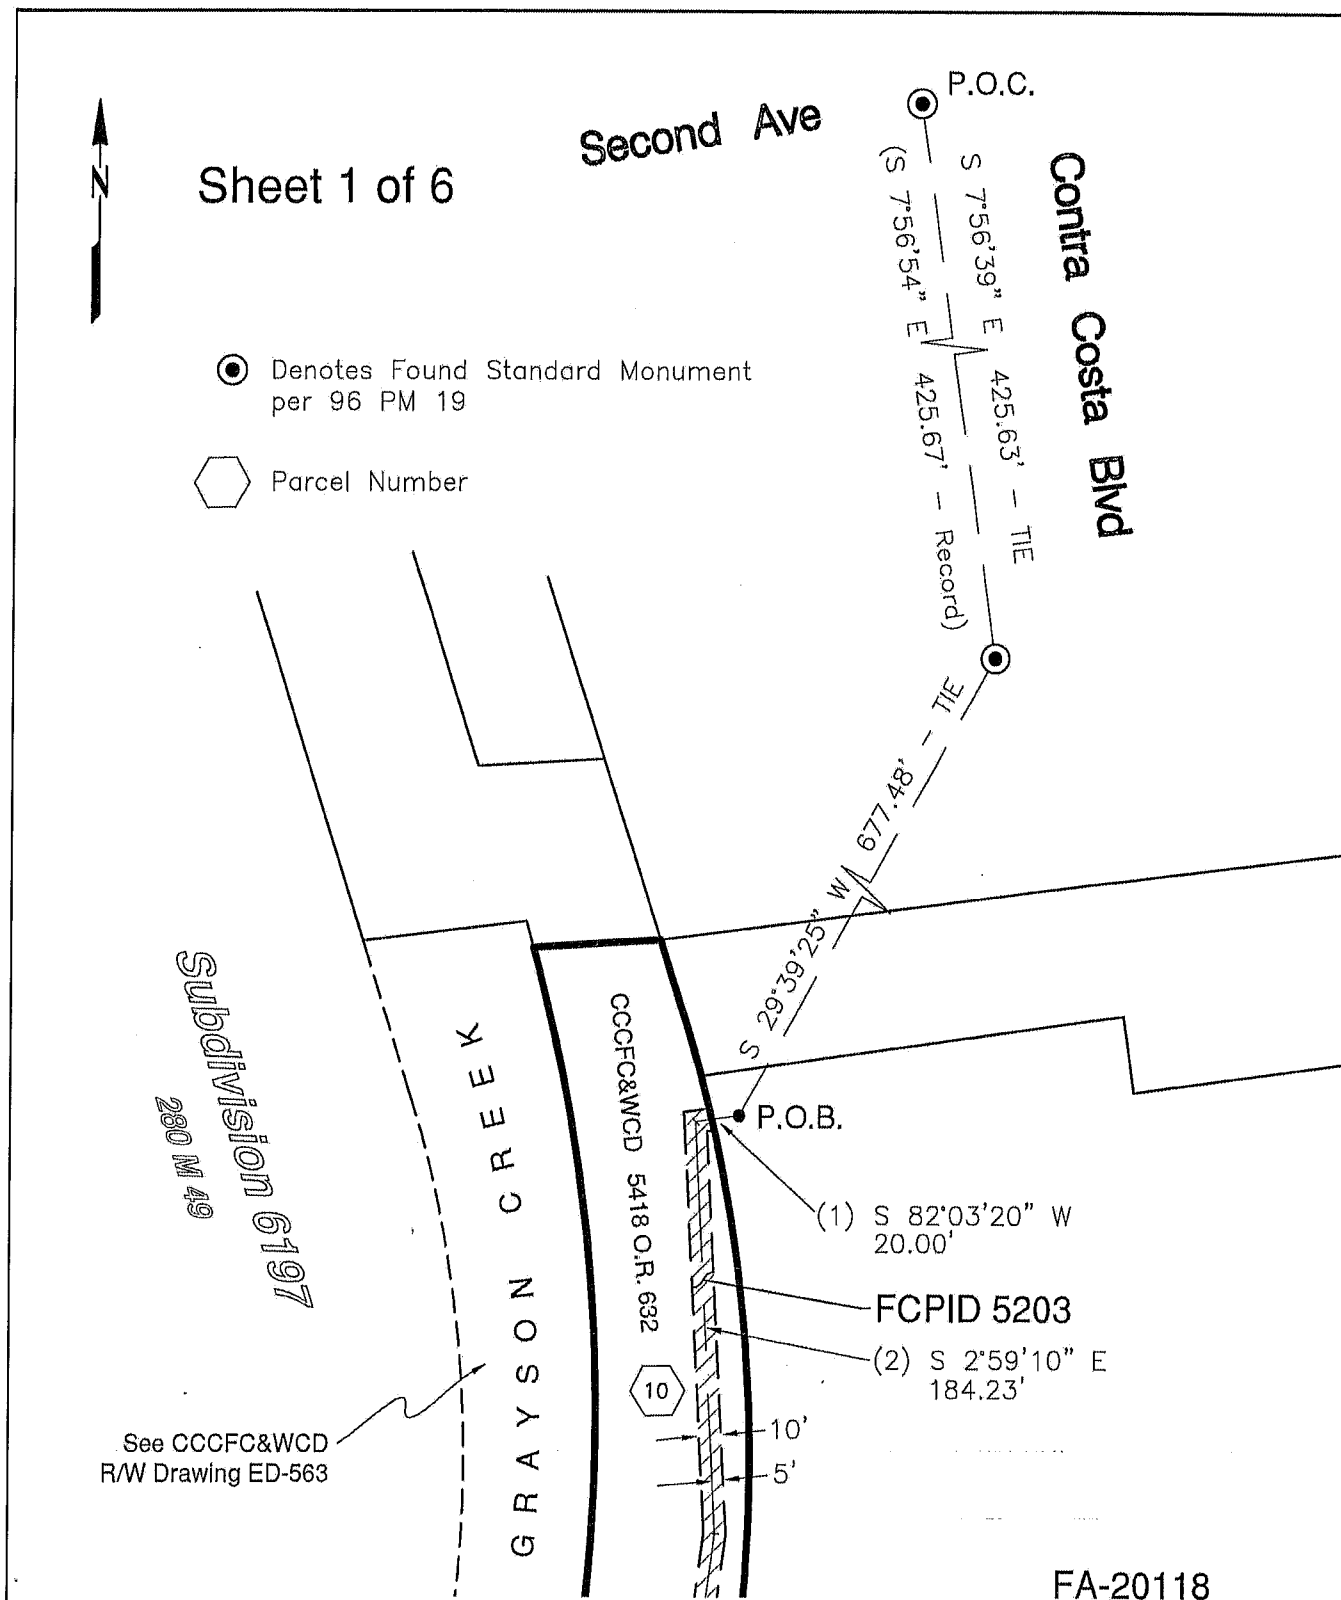 P.O.C.
Second Ave
N
Sheet 1 of 6
Contra Costa Blvd
S 7°56'39" E 425.63' - TIE
(S 7°56'54" E 425.67' - Record)
Denotes Found Standard Monument
per 96 PM 19
Parcel Number
S 29°39'25" W 677.48' - TIE
Subdivision 6197
280 M 49
GRAYSON CREEK
CCCFC&WCD 5418 O.R. 632
P.O.B.
(1) S 82°03'20" W
20.00'
FCPID 5203
(2) S 2°59'10" E
184.23'
10
10'
5'
See CCCFC&WCD
R/W Drawing ED-563
FA-20118